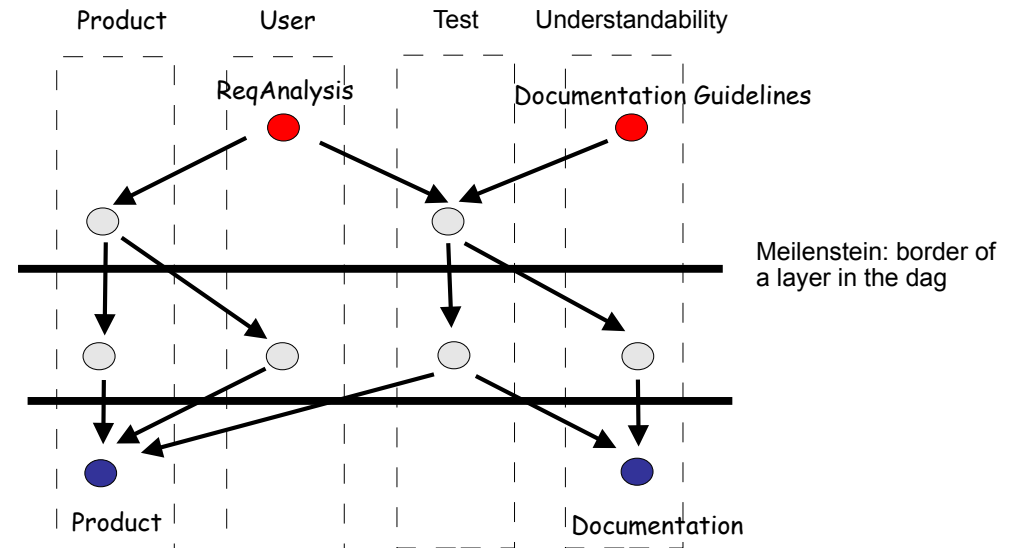 Product User Test Understandability
ReqAnalysis
Documentation Guidelines
Meilenstein: border of
a layer in the dag
Product
Documentation